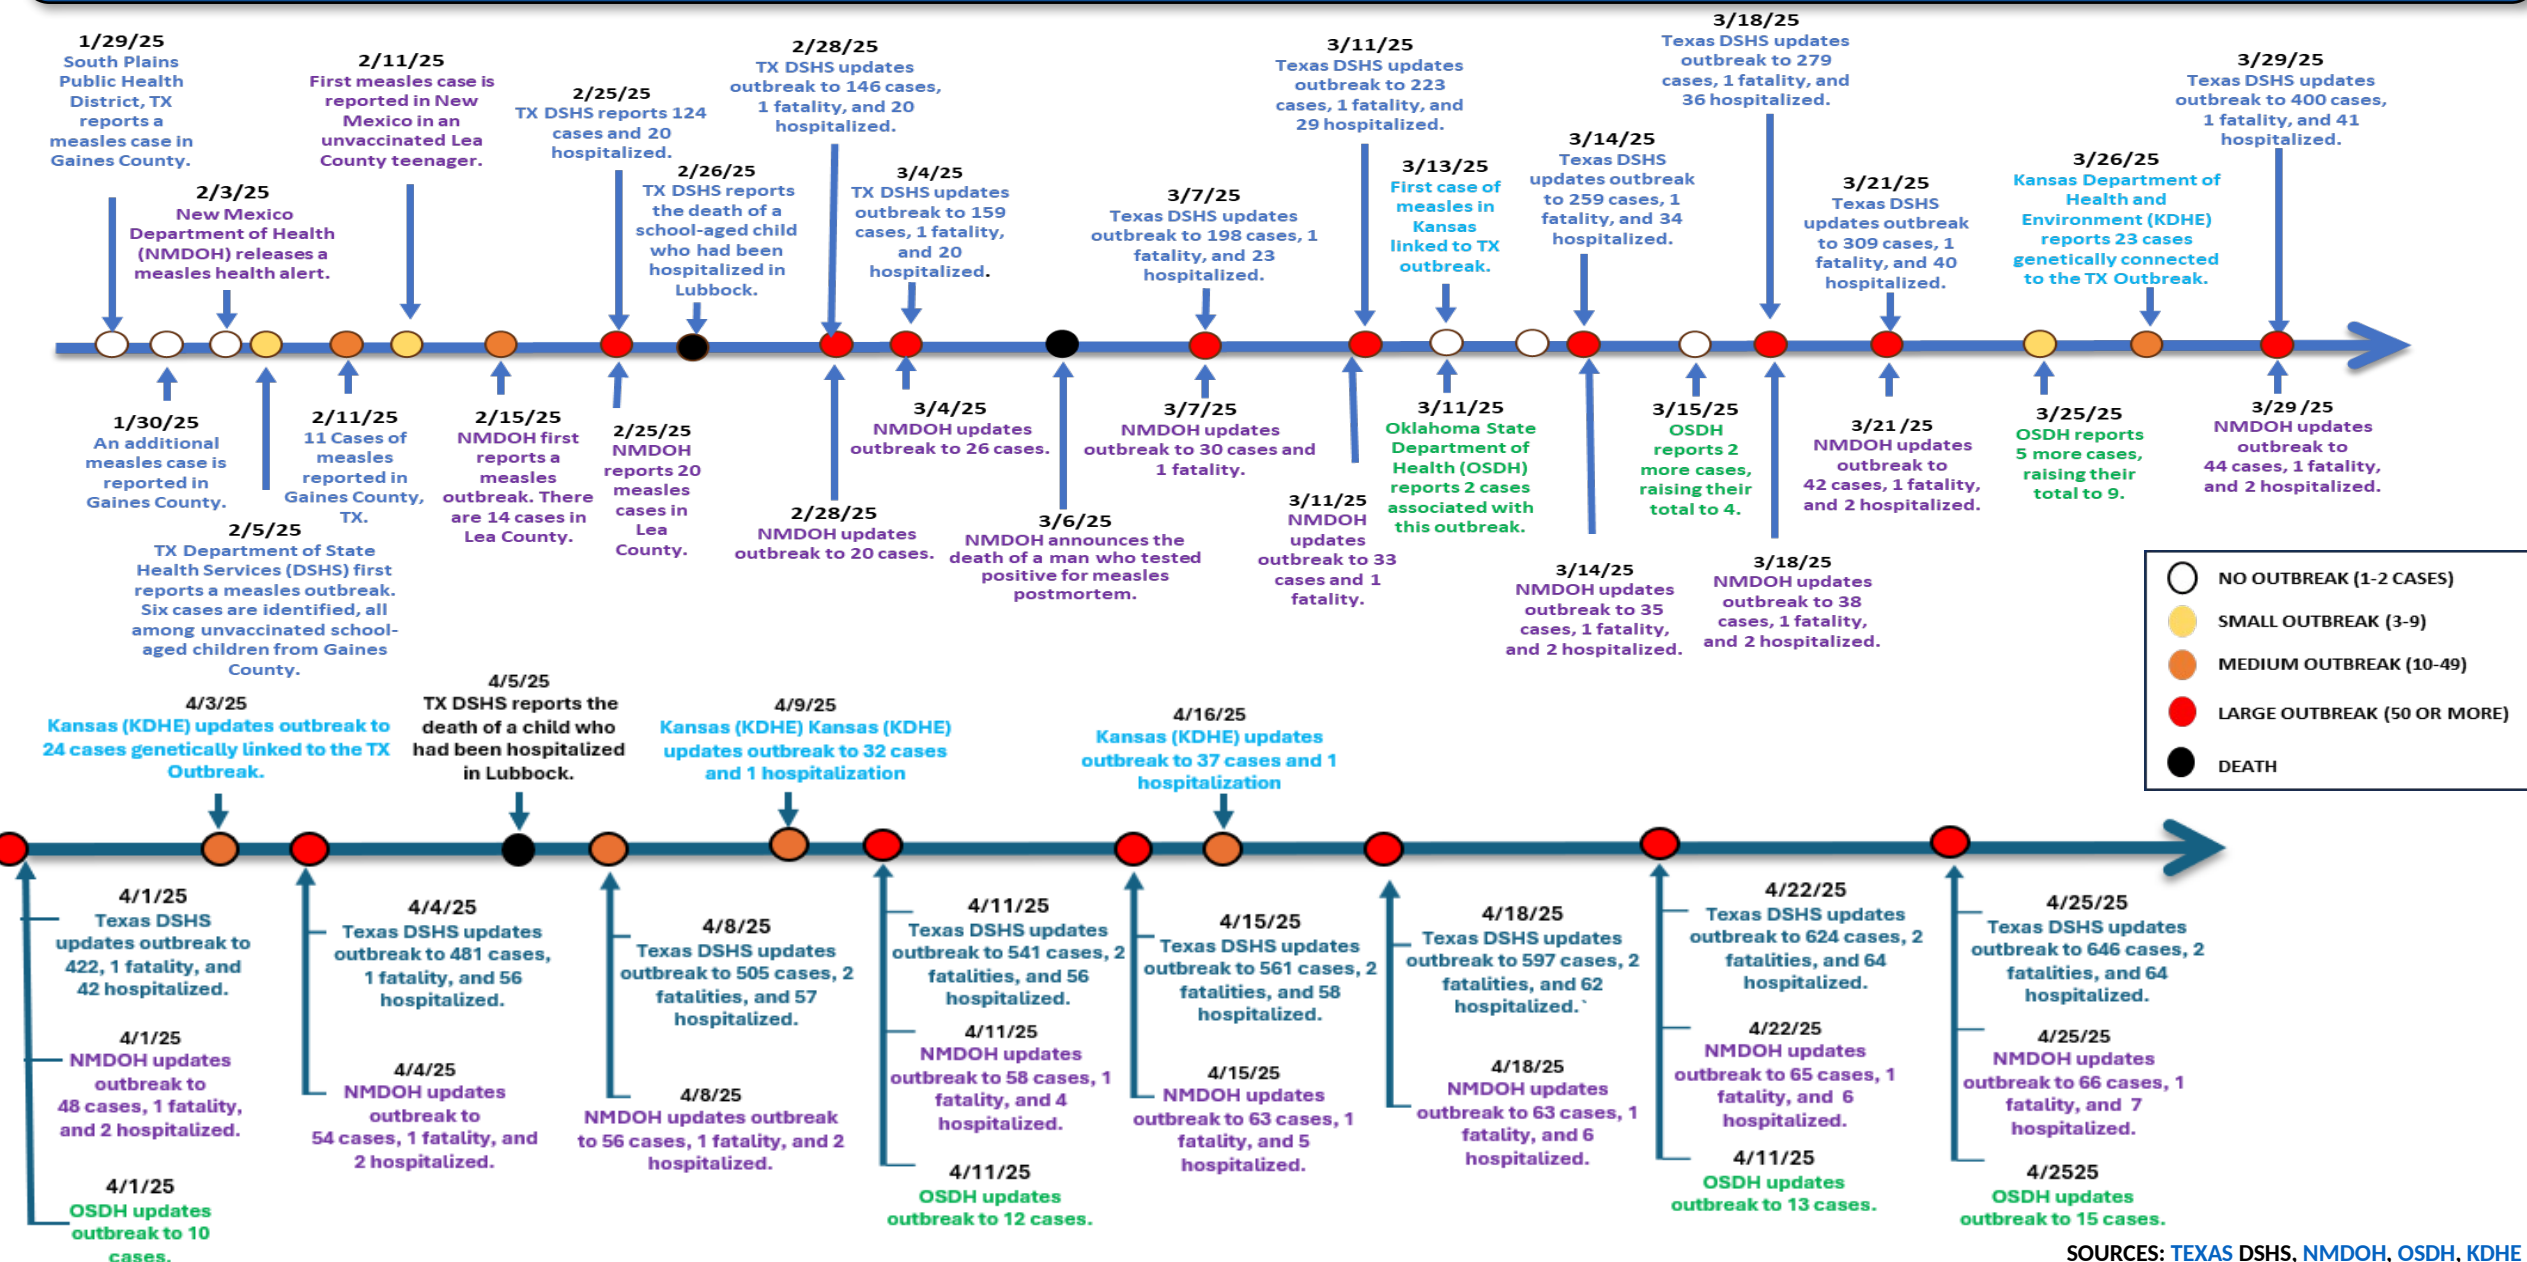 1/29/25
South Plains
Public Health
District, TX
reports a
measles case in
Gaines County.
2/3/25
New Mexico
Department of Health
(NMDOH) releases a
measles health alert.
2/11/25
First measles case is
reported in New
Mexico in an
unvaccinated Lea
County teenager.
2/25/25
TX DSHS reports 124
cases and 20
hospitalized.
2/26/25
TX DSHS reports
the death of a
school-aged child
who had been
hospitalized in
Lubbock.
2/28/25
TX DSHS updates
outbreak to 146 cases,
1 fatality, and 20
hospitalized.
3/4/25
TX DSHS updates
outbreak to 159
cases, 1 fatality,
and 20
hospitalized.
3/7/25
Texas DSHS updates
outbreak to 198 cases, 1
fatality, and 23
hospitalized.
3/11/25
Texas DSHS updates
outbreak to 223
cases, 1 fatality, and
29 hospitalized.
3/13/25
First case of
measles in
Kansas
linked to TX
outbreak.
3/14/25
Texas DSHS
updates outbreak
to 259 cases, 1
fatality, and 34
hospitalized.
3/18/25
Texas DSHS updates
outbreak to 279
cases, 1 fatality, and
36 hospitalized.
3/21/25
Texas DSHS
updates outbreak
to 309 cases, 1
fatality, and 40
hospitalized.
3/26/25
Kansas Department of
Health and
Environment (KDHE)
reports 23 cases
genetically connected
to the TX Outbreak.
3/29/25
Texas DSHS updates
outbreak to 400 cases,
1 fatality, and 41
hospitalized.
1/30/25
An additional
measles case is
reported in
Gaines County.
2/5/25
TX Department of State
Health Services (DSHS) first
reports a measles outbreak.
Six cases are identified, all
among unvaccinated school-
aged children from Gaines
County.
2/11/25
11 Cases of
measles
reported in
Gaines County,
TX.
2/15/25
NMDOH first
reports a
measles
outbreak. There
are 14 cases in
Lea County.
2/25/25
NMDOH
reports 20
measles
cases in
Lea
County.
2/28/25
NMDOH updates
outbreak to 20 cases.
3/4/25
NMDOH updates
outbreak to 26 cases.
3/6/25
NMDOH announces the
death of a man who tested
positive for measles
postmortem.
3/7/25
NMDOH updates
outbreak to 30 cases and
1 fatality.
3/11/25
NMDOH
updates
outbreak to 33
cases and 1
fatality.
3/11/25
Oklahoma State
Department of
Health (OSDH)
reports 2 cases
associated with
this outbreak.
3/14/25
NMDOH updates
outbreak to 35
cases, 1 fatality,
and 2 hospitalized.
3/15/25
OSDH
reports 2
more cases,
raising their
total to 4.
3/18/25
NMDOH updates
outbreak to 38
cases, 1 fatality,
and 2 hospitalized.
3/21/25
NMDOH updates
outbreak to
42 cases, 1 fatality,
and 2 hospitalized.
3/25/25
OSDH reports
5 more cases,
raising their
total to 9.
3/29/25
NMDOH updates
outbreak to
44 cases, 1 fatality,
and 2 hospitalized.
NO OUTBREAK (1-2 CASES)
SMALL OUTBREAK (3-9)
MEDIUM OUTBREAK (10-49)
LARGE OUTBREAK (50 OR MORE)
DEATH
4/3/25
Kansas (KDHE) updates outbreak to
24 cases genetically linked to the TX
Outbreak.
4/5/25
TX DSHS reports the
death of a child who
had been hospitalized
in Lubbock.
4/9/25
Kansas (KDHE) Kansas (KDHE)
updates outbreak to 32 cases
and 1 hospitalization
4/16/25
Kansas (KDHE) updates
outbreak to 37 cases and 1
hospitalization
4/1/25
Texas DSHS
updates outbreak to
422, 1 fatality, and
42 hospitalized.
4/1/25
NMDOH updates
outbreak to
48 cases, 1 fatality,
and 2 hospitalized.
4/1/25
OSDH updates
outbreak to 10
cases.
4/4/25
Texas DSHS updates
outbreak to 481 cases,
1 fatality, and 56
hospitalized.
4/4/25
NMDOH updates
outbreak to
54 cases, 1 fatality, and
2 hospitalized.
4/8/25
Texas DSHS updates
outbreak to 505 cases, 2
fatalities, and 57
hospitalized.
4/8/25
NMDOH updates outbreak
to 56 cases, 1 fatality, and 2
hospitalized.
4/11/25
Texas DSHS updates
outbreak to 541 cases, 2
fatalities, and 56
hospitalized.
4/11/25
NMDOH updates
outbreak to 58 cases, 1
fatality, and 4
hospitalized.
4/11/25
OSDH updates
outbreak to 12 cases.
4/15/25
Texas DSHS updates
outbreak to 561 cases, 2
fatalities, and 58
hospitalized.
4/15/25
NMDOH updates
outbreak to 63 cases, 1
fatality, and 5
hospitalized.
4/18/25
Texas DSHS updates
outbreak to 597 cases, 2
fatalities, and 62
hospitalized.`
4/18/25
NMDOH updates
outbreak to 63 cases, 1
fatality, and 6
hospitalized.
4/22/25
Texas DSHS updates
outbreak to 624 cases, 2
fatalities, and 64
hospitalized.
4/22/25
NMDOH updates
outbreak to 65 cases, 1
fatality, and 6
hospitalized.
4/11/25
OSDH updates
outbreak to 13 cases.
4/25/25
Texas DSHS updates
outbreak to 646 cases, 2
fatalities, and 64
hospitalized.
4/25/25
NMDOH updates
outbreak to 66 cases, 1
fatality, and 7
hospitalized.
4/2525
OSDH updates
outbreak to 15 cases.
SOURCES: TEXAS DSHS, NMDOH, OSDH, KDHE